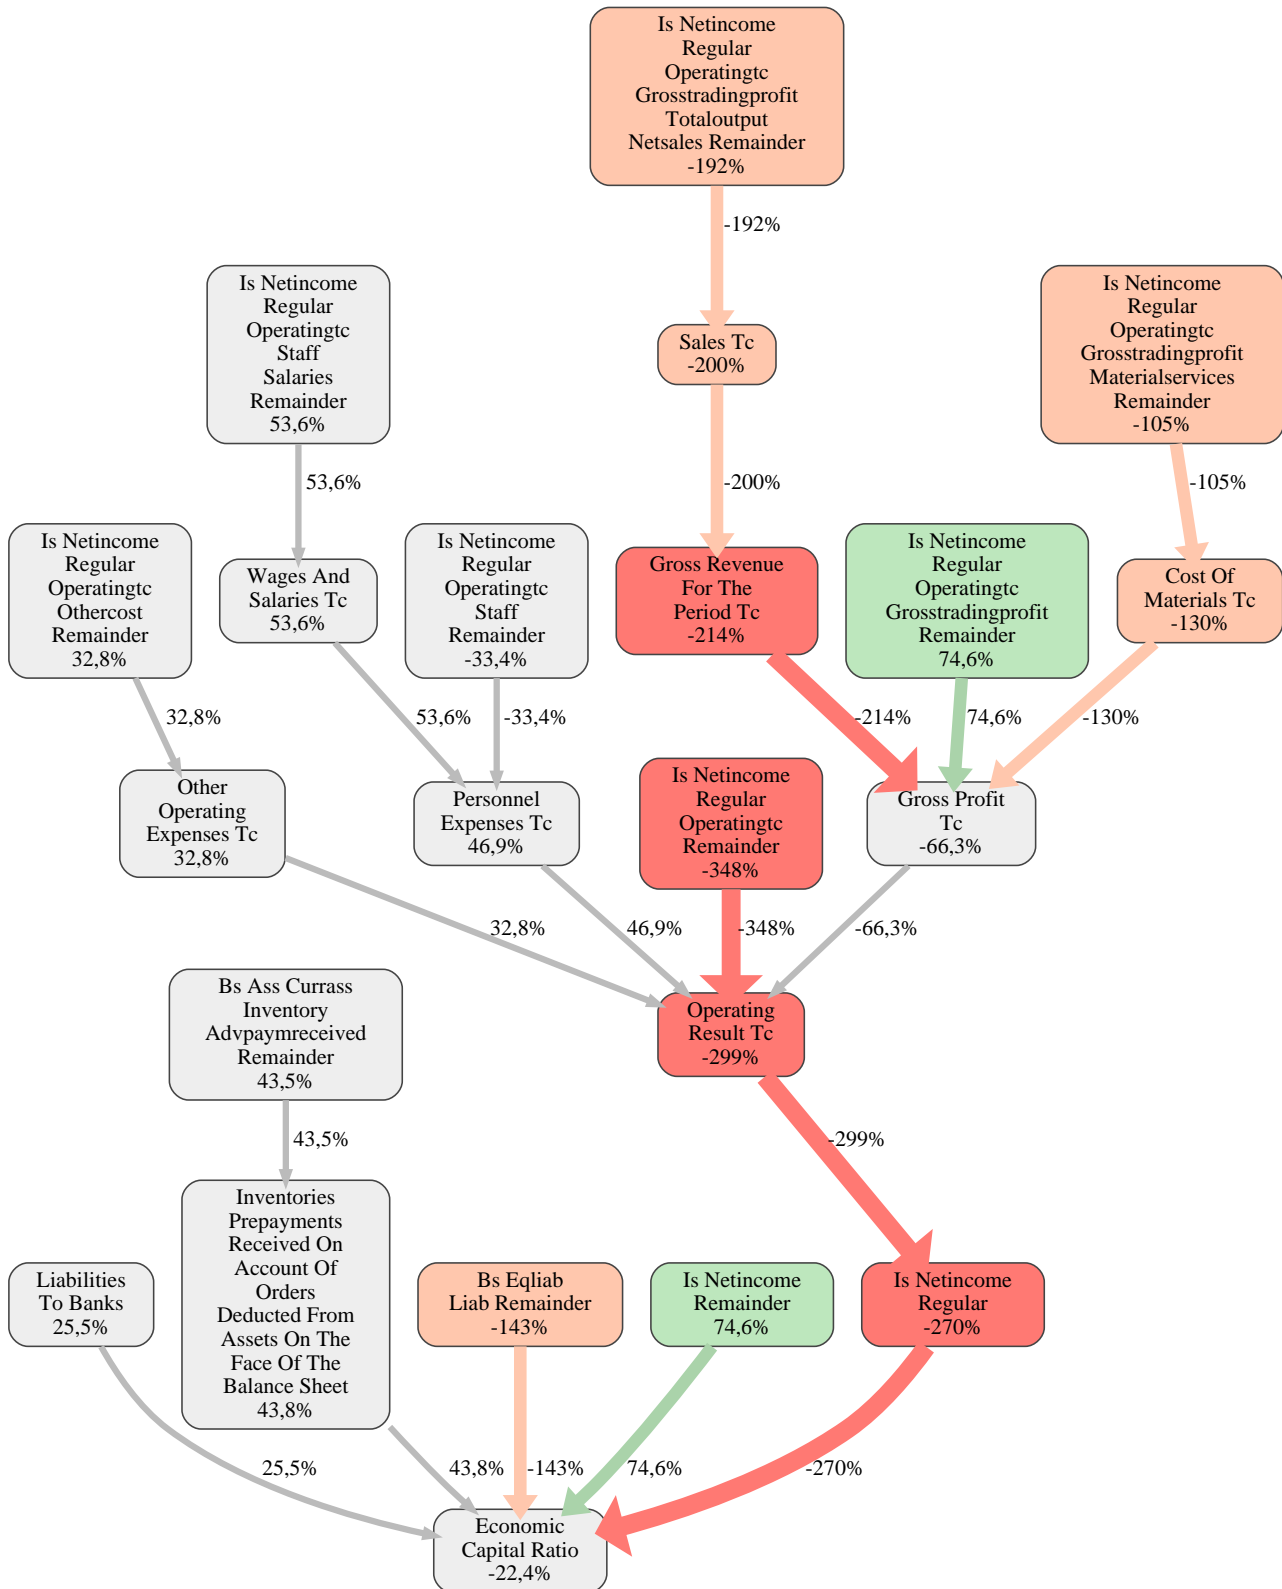 Is Netincome
Regular
Operatingtc
Grosstradingprofit
Totaloutput
Netsales Remainder
-192%
-192%
Is Netincome
Regular
Operatingtc
Staff
Salaries
Remainder
53,6%
Sales Tc
-200%
Is Netincome
Regular
Operatingtc
Grosstradingprofit
Materialservices
Remainder
-105%
53,6%
-200%
-105%
Is Netincome
Regular
Operatingtc
Othercost
Remainder
32,8%
Wages And
Salaries Tc
53,6%
Is Netincome
Regular
Operatingtc
Staff
Remainder
-33,4%
Gross Revenue
For The
Period Tc
-214%
Is Netincome
Regular
Operatingtc
Grosstradingprofit
Remainder
74,6%
Cost Of
Materials Tc
-130%
32,8%
53,6%
-33,4%
-214%
74,6%
-130%
Other
Operating
Expenses Tc
32,8%
Personnel
Expenses Tc
46,9%
Is Netincome
Regular
Operatingtc
Remainder
-348%
Gross Profit
Tc
-66,3%
32,8%
46,9%
-348%
-66,3%
Bs Ass Currass
Inventory
Advpaymreceived
Remainder
43,5%
Operating
Result Tc
-299%
43,5%
-299%
Liabilities
To Banks
25,5%
Inventories
Prepayments
Received On
Account Of
Orders
Deducted From
Assets On The
Face Of The
Balance Sheet
43,8%
Bs Eqliab
Liab Remainder
-143%
Is Netincome
Remainder
74,6%
Is Netincome
Regular
-270%
25,5%
43,8%
-143%
74,6%
-270%
Economic
Capital Ratio
-22,4%